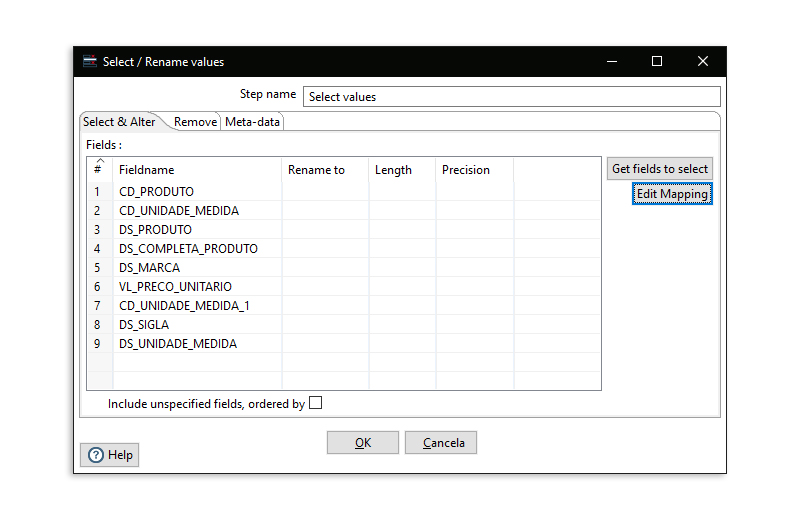 Select / Rename values
Step name Select values
Select & Alter Remove Meta-data
Fields :
# Fieldname Rename to Length Precision
Get fields to select
Edit Mapping
1 CD_PRODUTO
2 CD_UNIDADE_MEDIDA
3 DS_PRODUTO
4 DS_COMPLETA_PRODUTO
5 DS_MARCA
6 VL_PRECO_UNITARIO
7 CD_UNIDADE_MEDIDA_1
8 DS_SIGLA
9 DS_UNIDADE_MEDIDA
Include unspecified fields, ordered by
OK Cancela
? Help